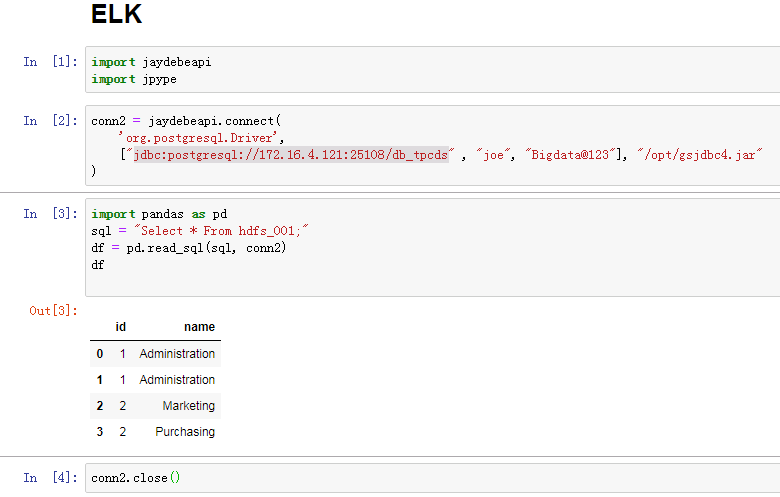 ELK
In [1]: import jaydebeapi
import jpype
In [2]: conn2 = jaydebeapi.connect(
'org.postgresql.Driver',
["jdbc:postgresql://172.16.4.121:25108/db_tpcds" , "joe", "Bigdata@123"], "/opt/gsjdbc4.jar"
)
In [3]: import pandas as pd
sql = "Select * From hdfs_001;"
df = pd.read_sql(sql, conn2)
df
Out[3]:
id name
0 1 Administration
1 1 Administration
2 2 Marketing
3 2 Purchasing
In [4]: conn2.close()